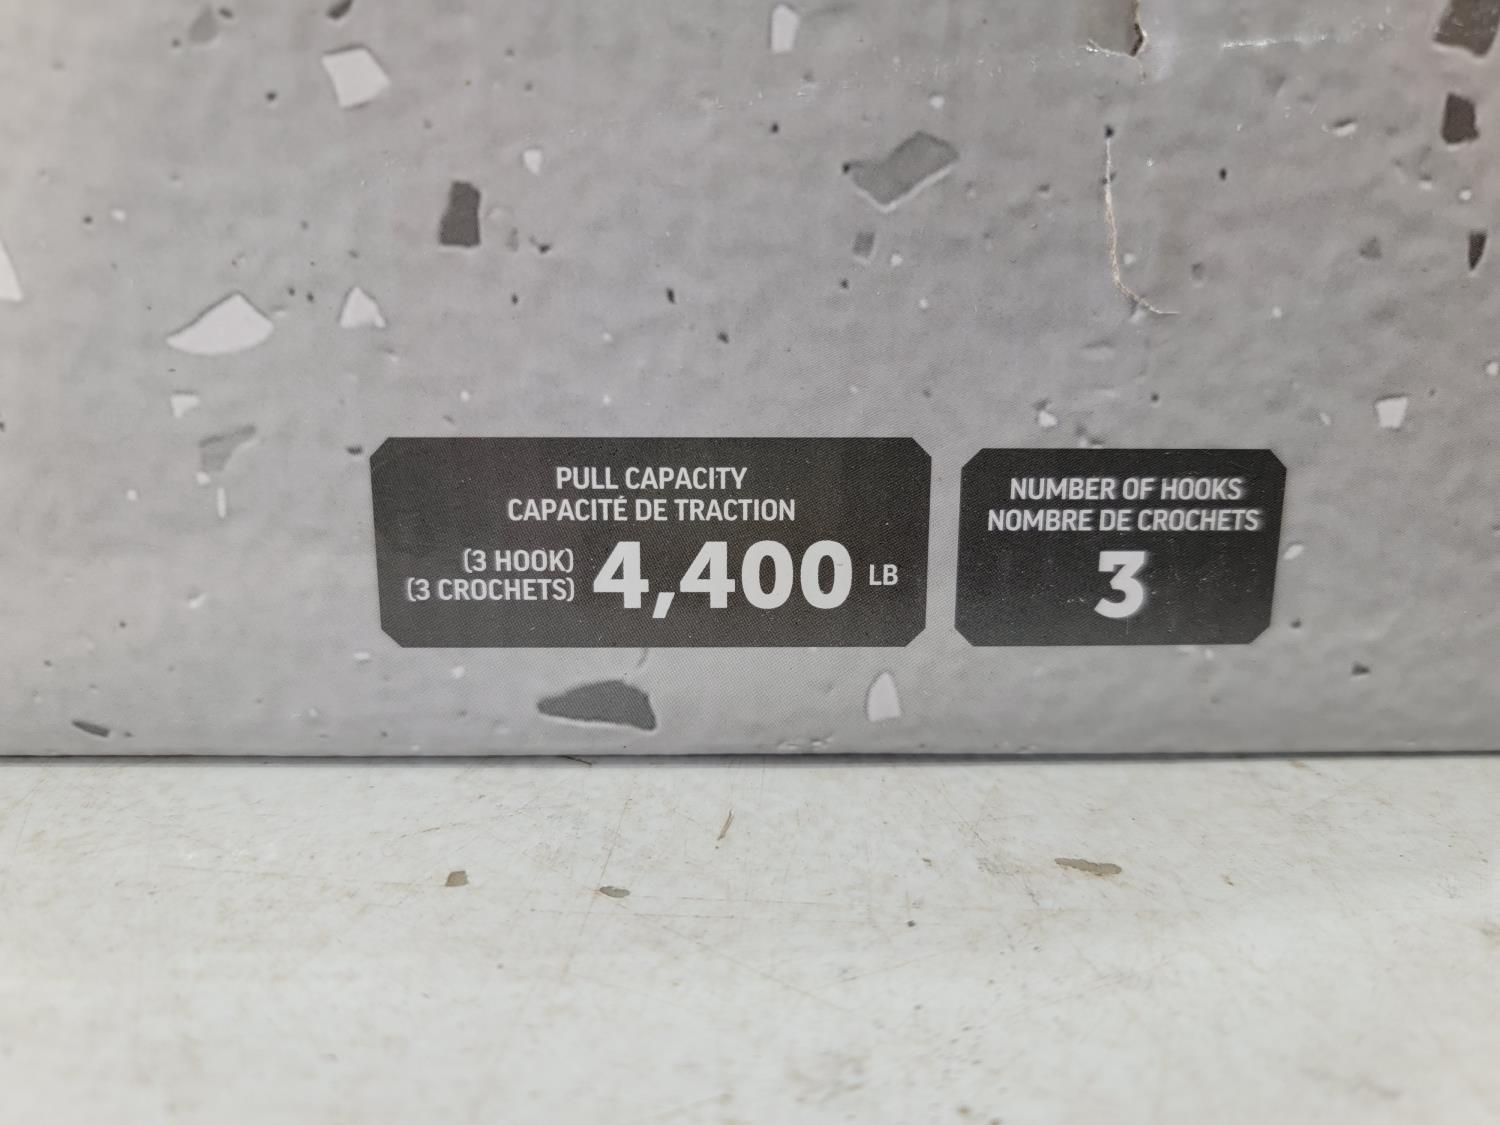 PULL CAPACITY
CAPACITÉ DE TRACTION
(3 HOOK)
(3 CROCHETS)
4,400 LB
NUMBER OF HOOKS
NOMBRE DE CROCHETS
3